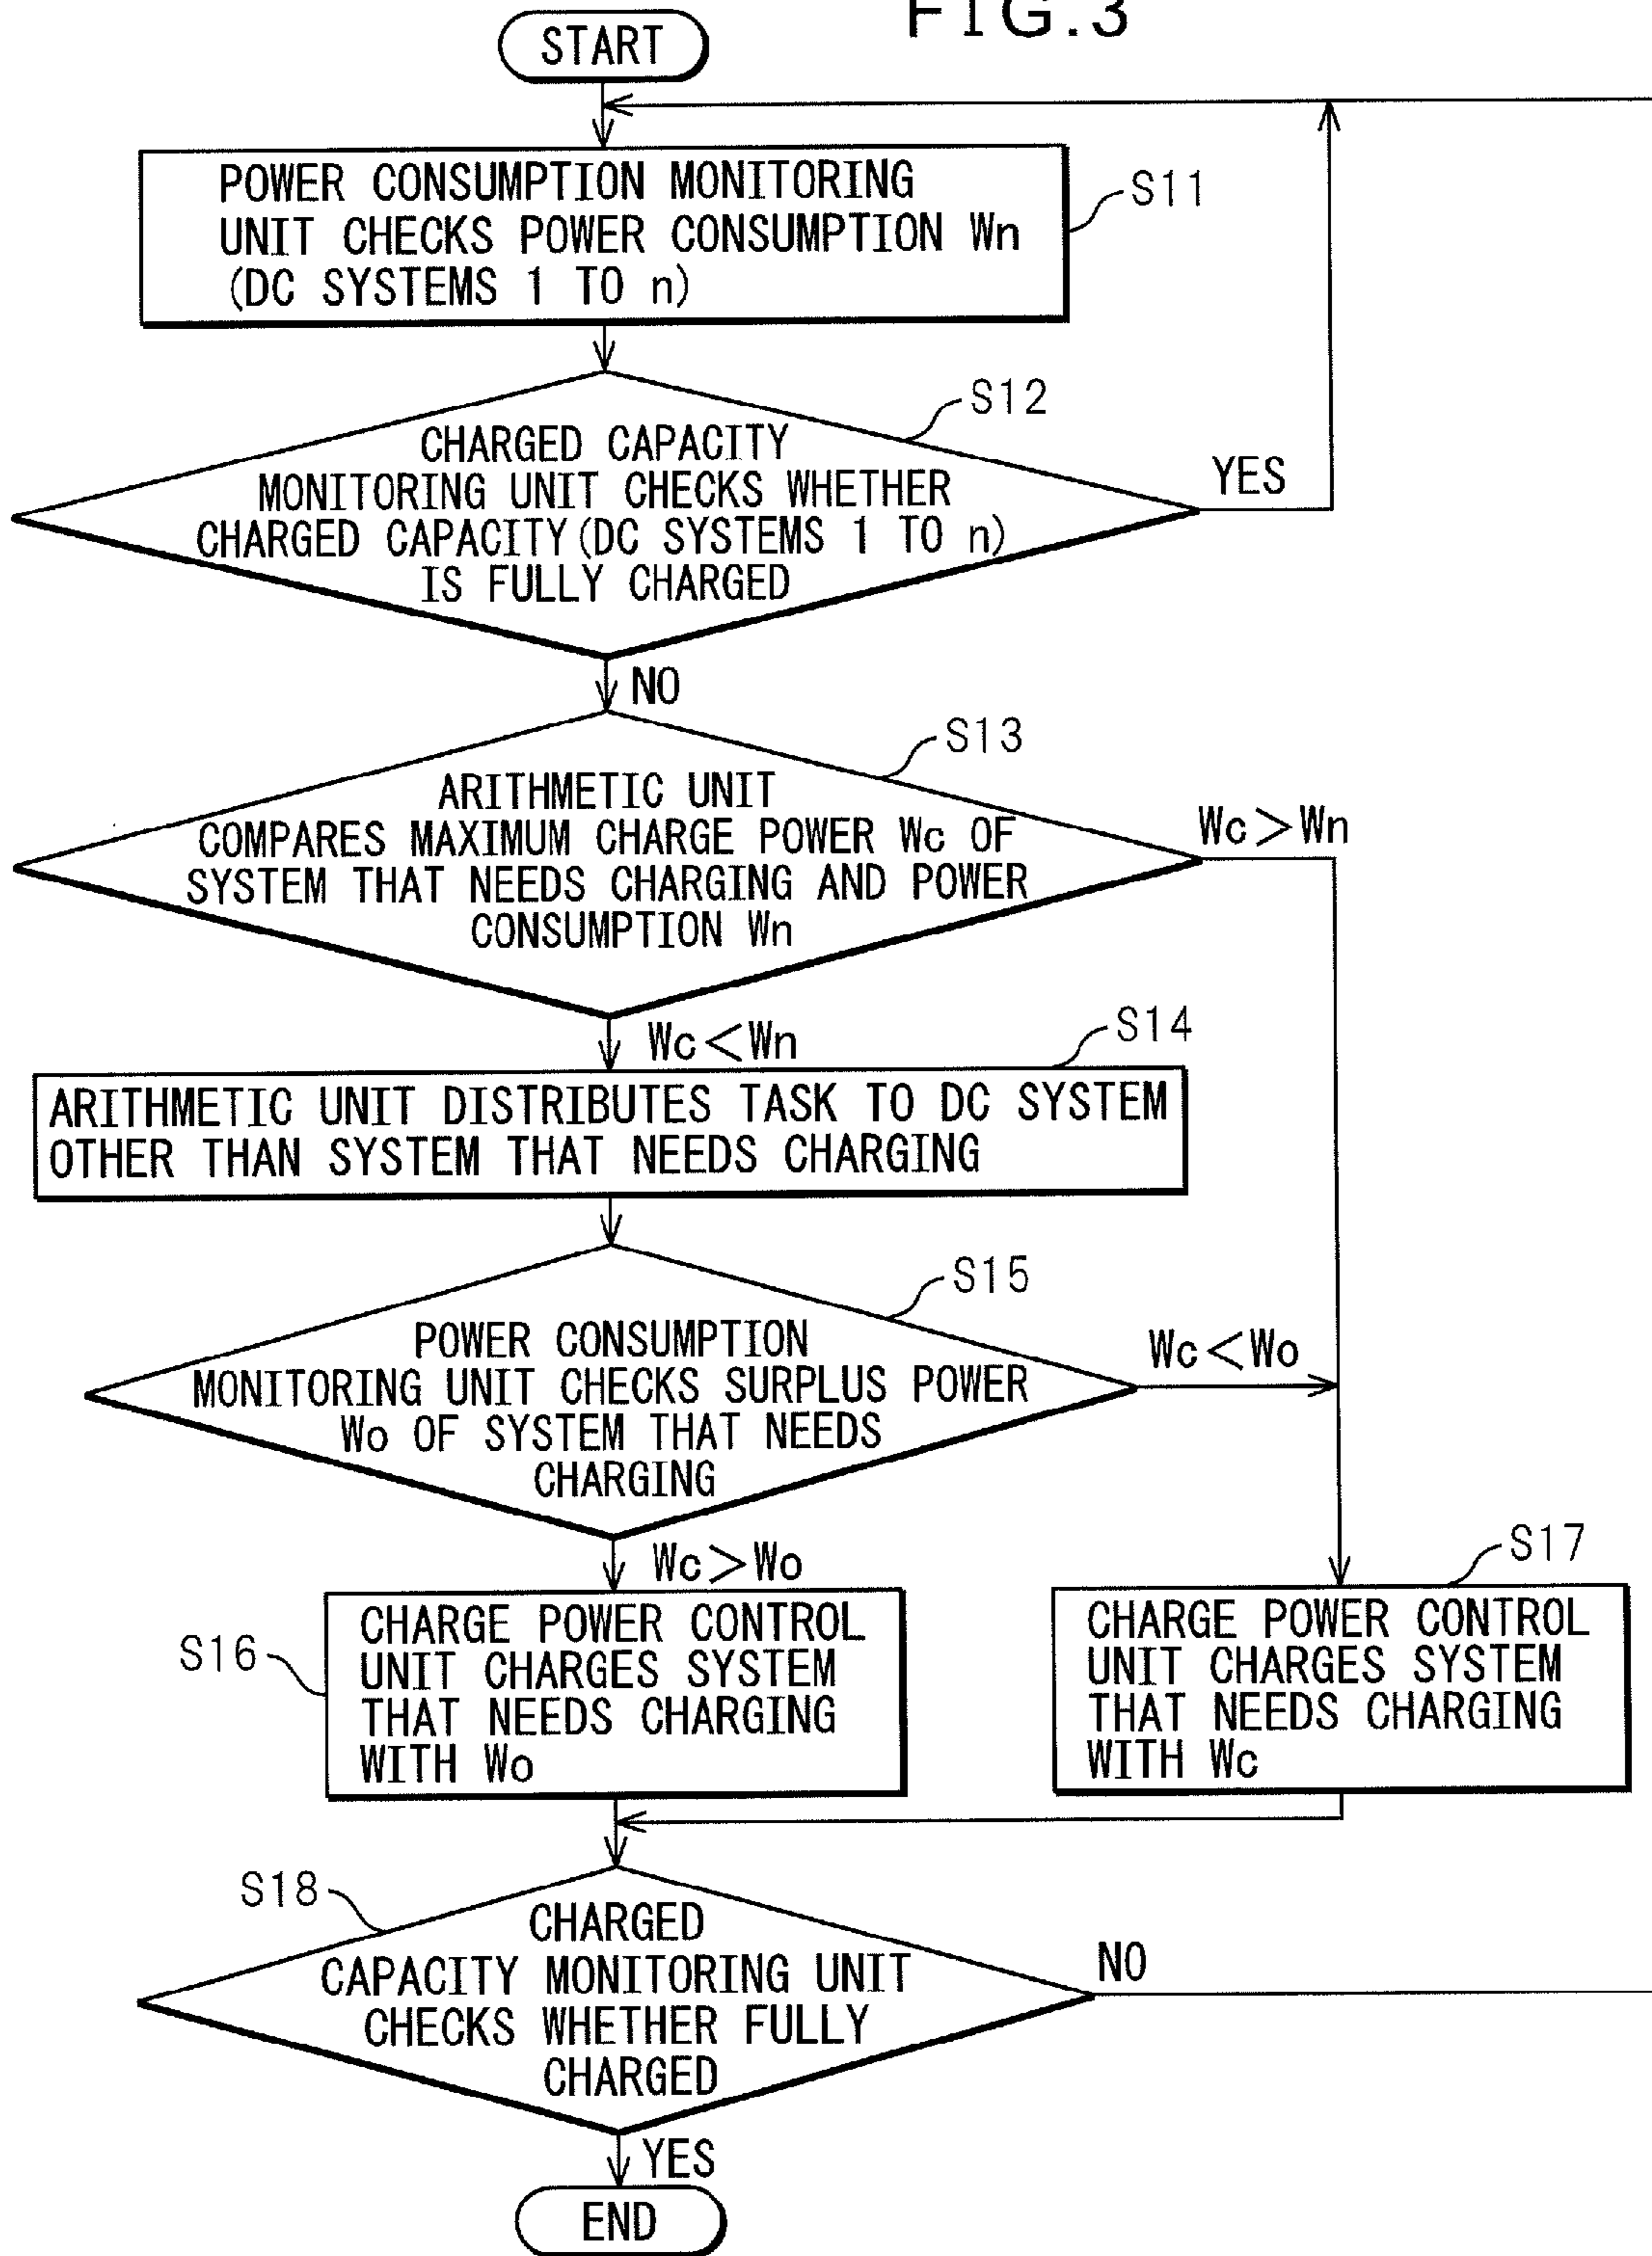 FIG.3
START
POWER CONSUMPTION MONITORING
UNIT CHECKS POWER CONSUMPTION Wn
(DC SYSTEMS 1 TO n)
S11
S12
CHARGED CAPACITY
MONITORING UNIT CHECKS WHETHER
CHARGED CAPACITY(DC SYSTEMS 1 TO n)
IS FULLY CHARGED
YES
NO
S13
ARITHMETIC UNIT
COMPARES MAXIMUM CHARGE POWER Wc OF
SYSTEM THAT NEEDS CHARGING AND POWER
CONSUMPTION Wn
Wc>Wn
Wc<Wn
S14
ARITHMETIC UNIT DISTRIBUTES TASK TO DC SYSTEM
OTHER THAN SYSTEM THAT NEEDS CHARGING
S15
POWER CONSUMPTION
MONITORING UNIT CHECKS SURPLUS POWER
Wo OF SYSTEM THAT NEEDS
CHARGING
Wc<Wo
Wc>Wo
S16
CHARGE POWER CONTROL
UNIT CHARGES SYSTEM
THAT NEEDS CHARGING
WITH Wo
S17
CHARGE POWER CONTROL
UNIT CHARGES SYSTEM
THAT NEEDS CHARGING
WITH Wc
S18
CHARGED
CAPACITY MONITORING UNIT
CHECKS WHETHER FULLY
CHARGED
NO
YES
END